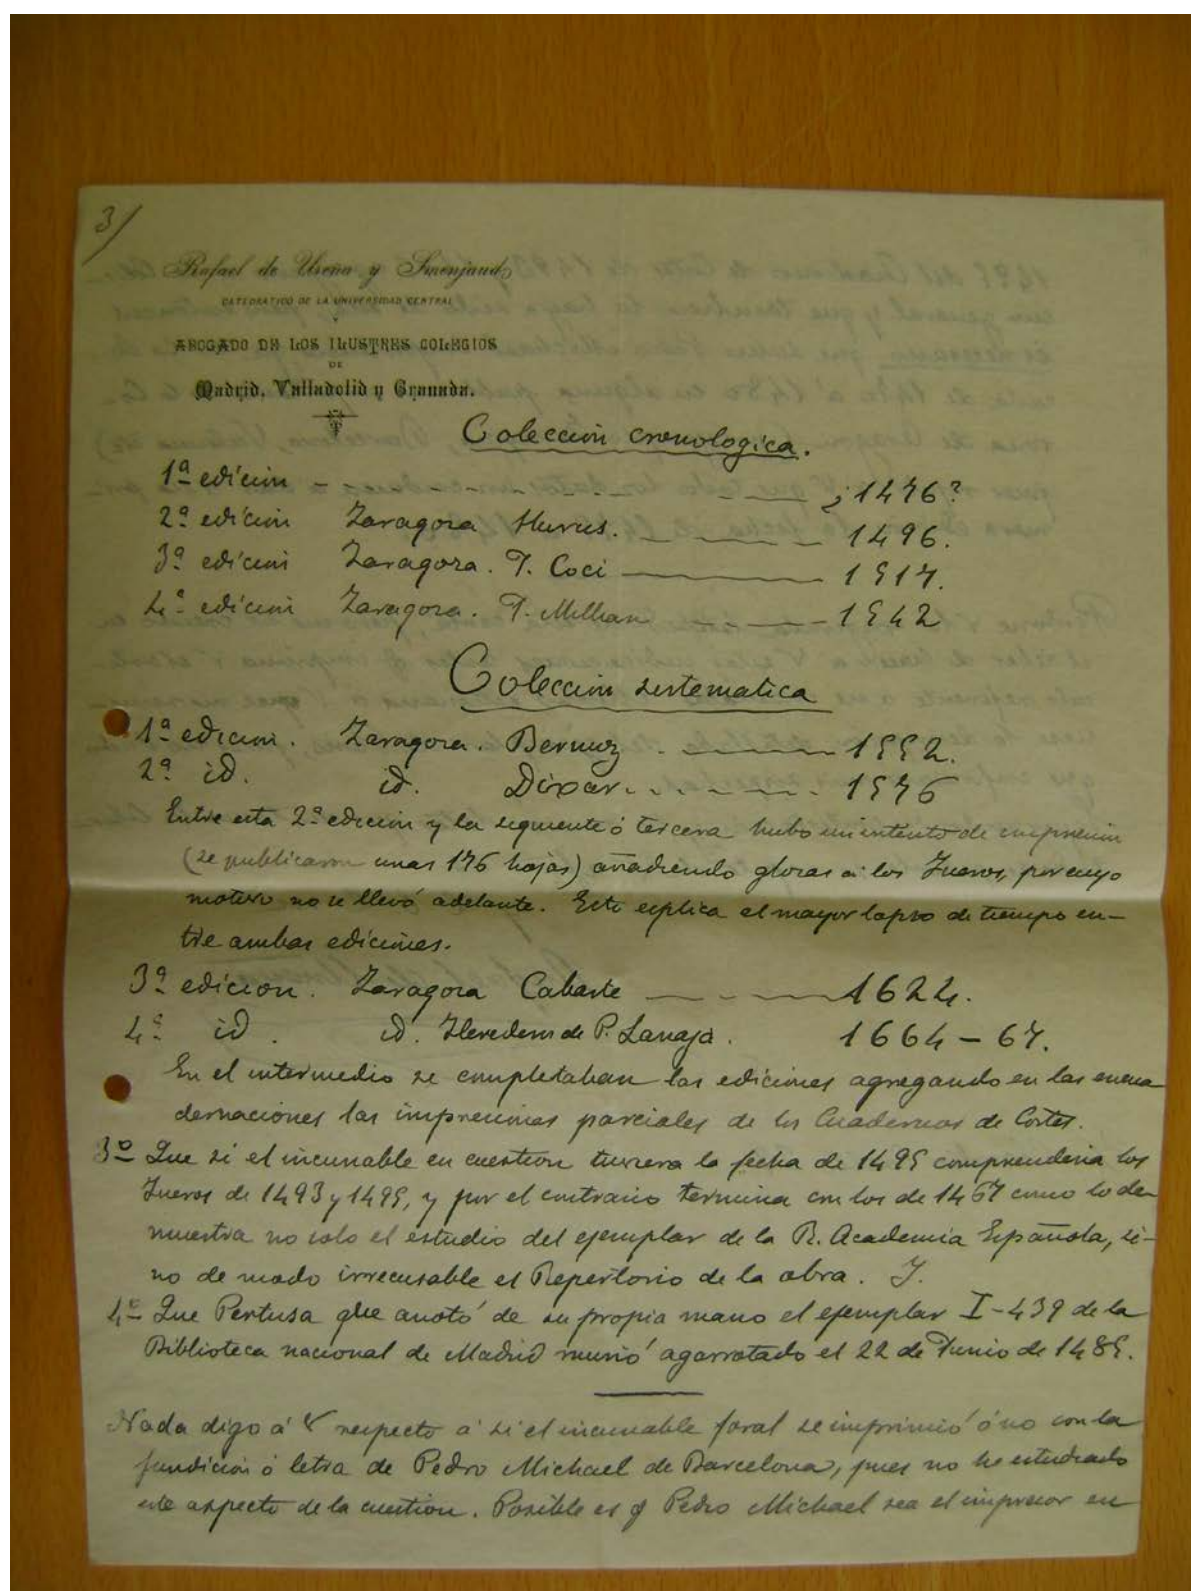 3/
Rafael de Ureña y Smenjaud
CATEDRÁTICO DE LA UNIVERSIDAD CENTRAL
Y
ABOGADO DE LOS ILUSTRES COLEGIOS
DE
Madrid, Valladolid y Granada.
Colección cronologica.
1ª edición - - - - - - - ¿1476?
2ª edición Zaragoza Hurus. - - - 1496.
3ª edición Zaragoza. J. Coci - - - 1517.
4ª edición Zaragoza. J. Millian - - - 1542
Colección sistematica
1ª edicion. Zaragoza. Bernuz - - - 1552.
2ª id. id. Dixar - - - 1576
Entre esta 2ª edición y la siguiente ó tercera hubo un intento de impresión
(se publicaron unas 176 hojas) añadiendo glosas a los Fueros, por cuyo
motivo no se llevó adelante. Esto explica el mayor lapso de tiempo en-
tre ambas ediciones.
3ª edicion. Zaragoza Cabarte - - - 1624.
4ª id. id. Herederos de P. Lanaja. 1664-67.
En el intermedio se completaban las ediciones agregando en las encua
dernaciones las impresiones parciales de los Cuadernos de Cortes.
3º Que si el incunable en cuestion tuviera la fecha de 1495 comprenderia los
Fueros de 1493 y 1495, y por el contrario termina con los de 1467 como lo de-
muestra no solo el estudio del ejemplar de la R. Academia Española, si-
no de modo irrecusable el Repertorio de la obra. Y.
4º Que Pertusa que anotó de su propia mano el ejemplar I-439 de la
Biblioteca nacional de Madrid murió agarrotado el 22 de Junio de 1485.
Nada digo á V respecto á si el incunable foral se imprimió ó no con la
fundición ó letra de Pedro Michael de Barcelona, pues no he estudiado
este aspecto de la cuestion. Posible es q Pedro Michael sea el impresor en